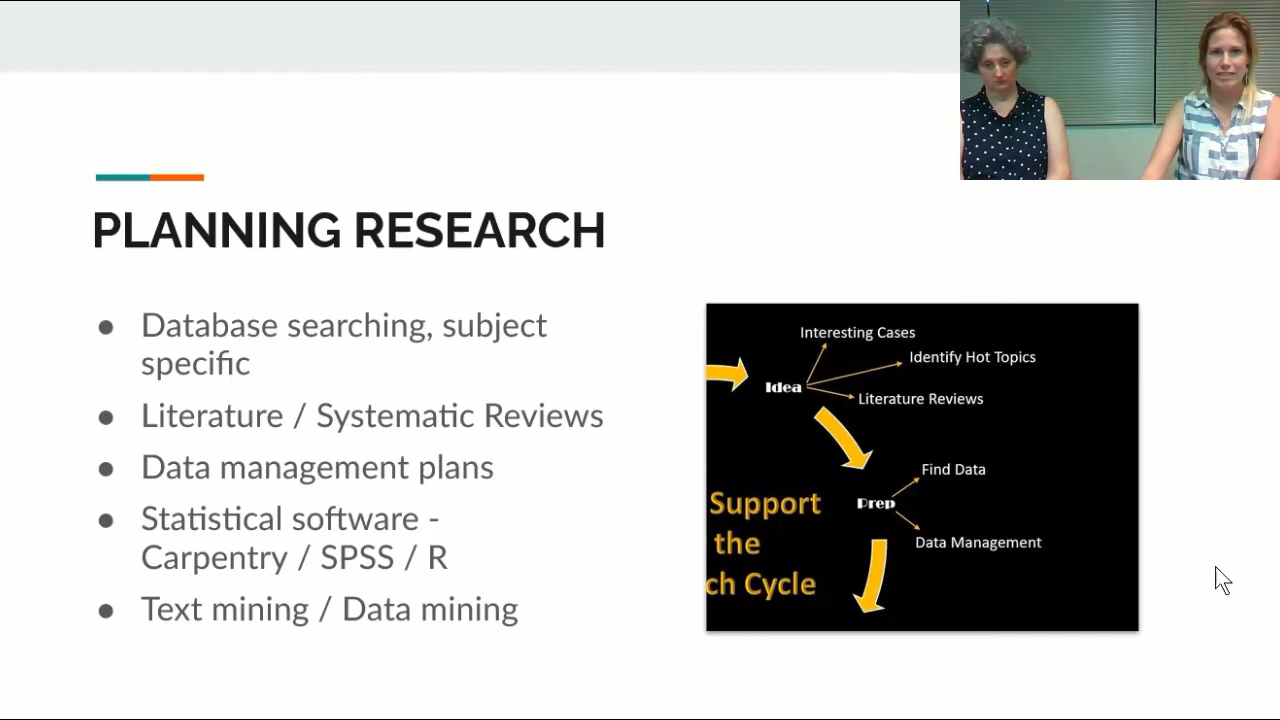 PLANNING RESEARCH
● Database searching, subject
specific
● Literature / Systematic Reviews
● Data management plans
● Statistical software -
Carpentry / SPSS / R
● Text mining / Data mining
Interesting Cases
Identify Hot Topics
Idea
Literature Reviews
Find Data
Support
Prep
the
Data Management
ch Cycle